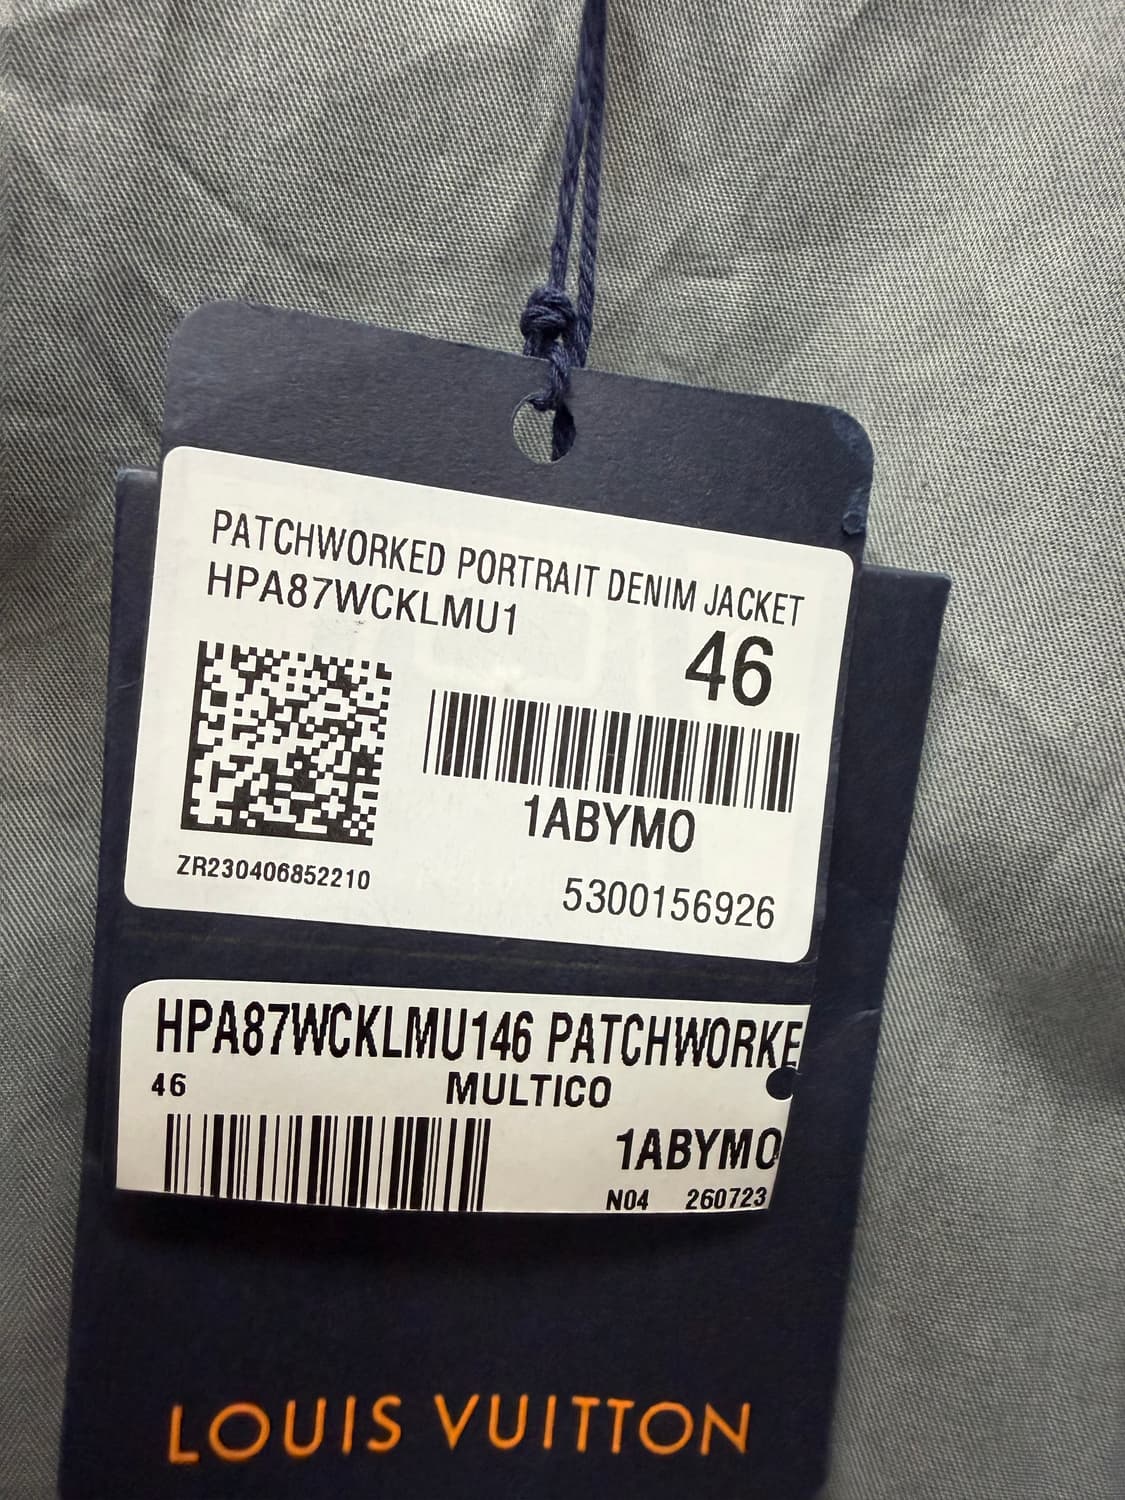 PATCHWORKED PORTRAIT DENIM JACKET
HPA87WCKLMU1
46
1ABYMO
ZR230406852210
5300156926
HPA87WCKLMU146 PATCHWORKE
46 MULTICO
1ABYMO
N04 260723
LOUIS VUITTON